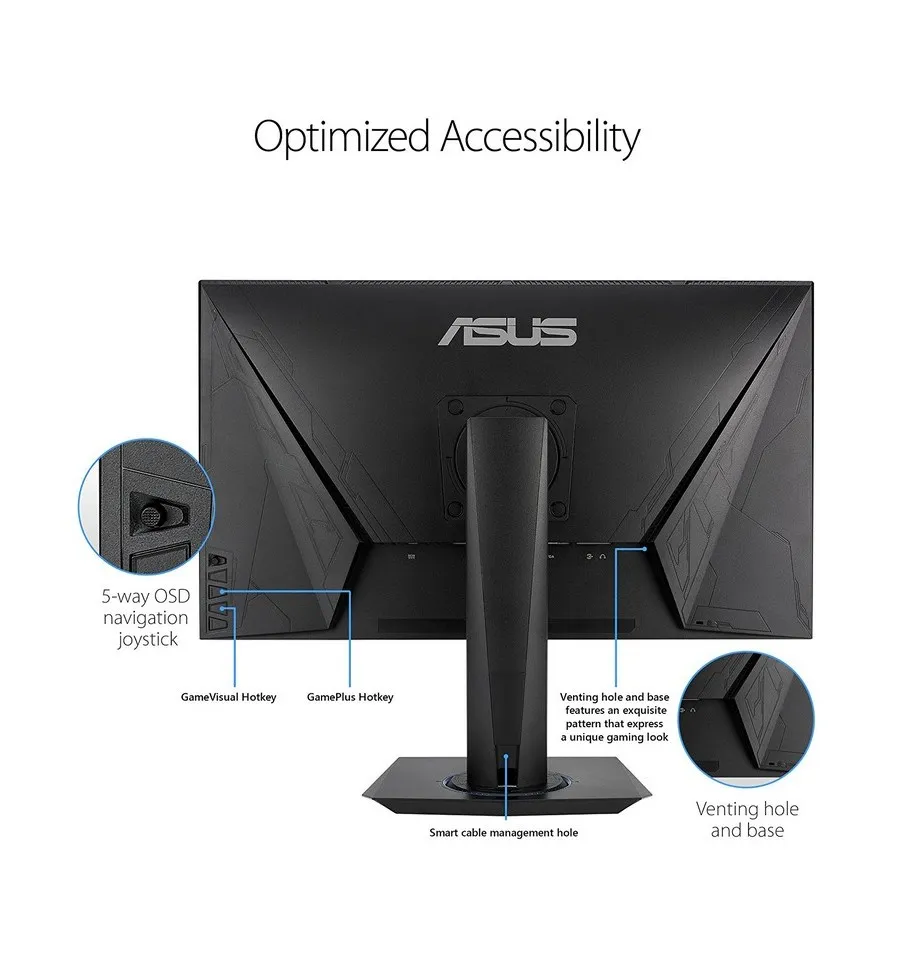 Optimized Accessibility
ASUS
5-way OSD
navigation
joystick
GameVisual Hotkey
GamePlus Hotkey
Venting hole and base
features an exquisite
pattern that express
a unique gaming look
Smart cable management hole
Venting hole
and base